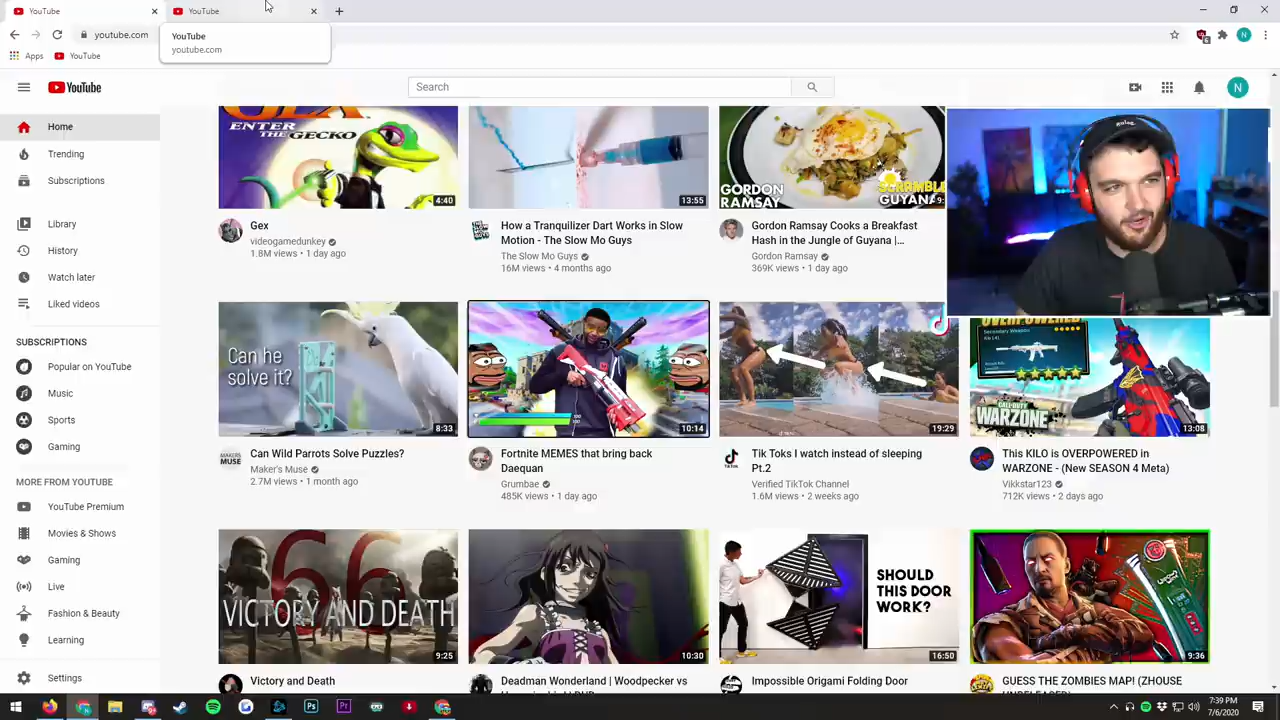 YouTube
YouTube
youtube.com
YouTube
youtube.com
Apps
YouTube
YouTube
Search
N
N
Home
Trending
Subscriptions
Library
History
Watch later
Liked videos
SUBSCRIPTIONS
Popular on YouTube
Music
Sports
Gaming
MORE FROM YOUTUBE
YouTube Premium
Movies & Shows
Gaming
Live
Fashion & Beauty
Learning
Settings
ENTER THE GECKO
4:40
Gex
videogamedunkey
1.8M views • 1 day ago
13:55
How a Tranquilizer Dart Works in Slow
Motion - The Slow Mo Guys
The Slow Mo Guys
16M views • 4 months ago
GORDON
RAMSAY
GUYANA
Gordon Ramsay Cooks a Breakfast
Hash in the Jungle of Guyana |...
Gordon Ramsay
369K views • 1 day ago
Can he
solve it?
8:33
MAKER'S
MUSE
Can Wild Parrots Solve Puzzles?
Maker's Muse
2.7M views • 1 month ago
10:14
Fortnite MEMES that bring back
Daequan
Grumbae
485K views • 1 day ago
19:29
Tik Toks I watch instead of sleeping
Pt.2
Verified TikTok Channel
1.6M views • 2 weeks ago
OVERPOWERED
Secondary Weapon
CALL OF DUTY
WARZONE
13:08
This KILO is OVERPOWERED in
WARZONE - (New SEASON 4 Meta)
Vikkstar123
712K views • 2 days ago
66
VICTORY AND DEATH
9:25
Victory and Death
10:30
Deadman Wonderland | Woodpecker vs
SHOULD
THIS DOOR
WORK?
16:50
Impossible Origami Folding Door
9:36
GUESS THE ZOMBIES MAP! (ZHOUSE
7:39 PM
7/6/2020